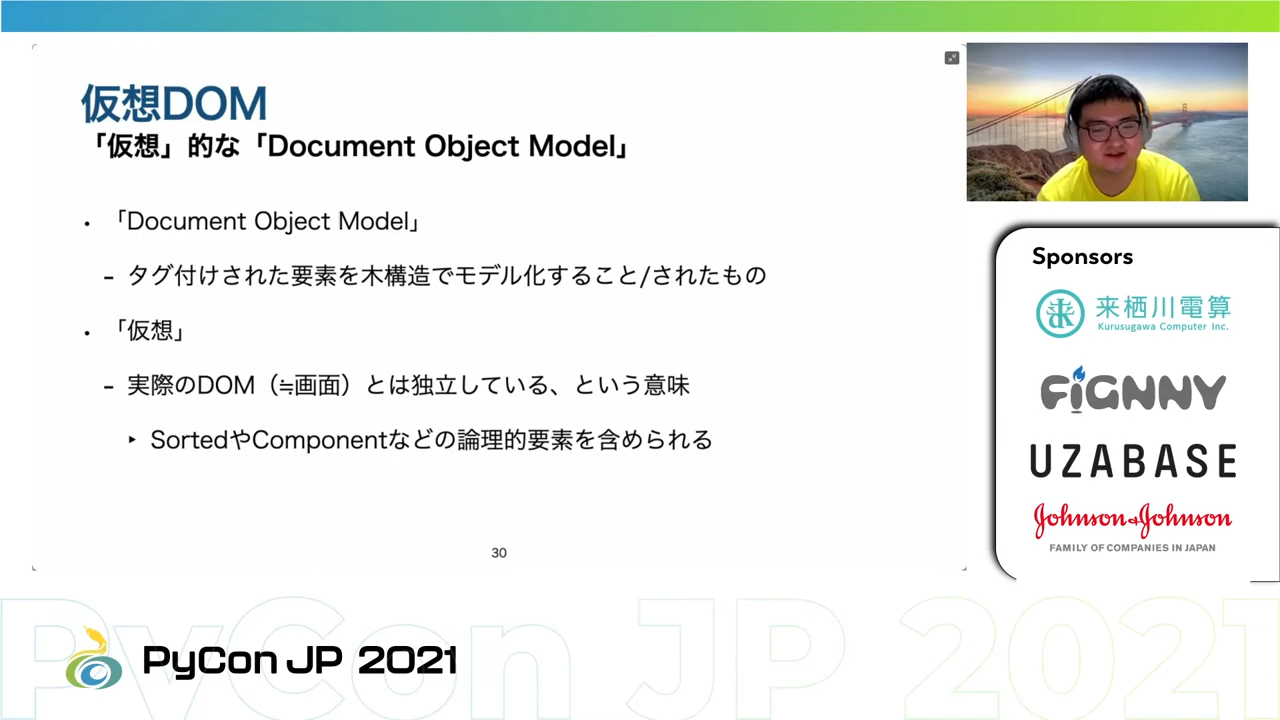 仮想DOM
「仮想」的な「Document Object Model」
・ 「Document Object Model」
– タグ付けされた要素を木構造でモデル化すること/されたもの
・ 「仮想」
– 実際のDOM（≒画面）とは独立している、という意味
‣ SortedやComponentなどの論理的要素を含められる
30
Sponsors
来栖川電算
Kurusugawa Computer Inc.
FiGNNY
UZABASE
Johnson&Johnson
FAMILY OF COMPANIES IN JAPAN
PyCon JP 2021
PyCon JP 2021